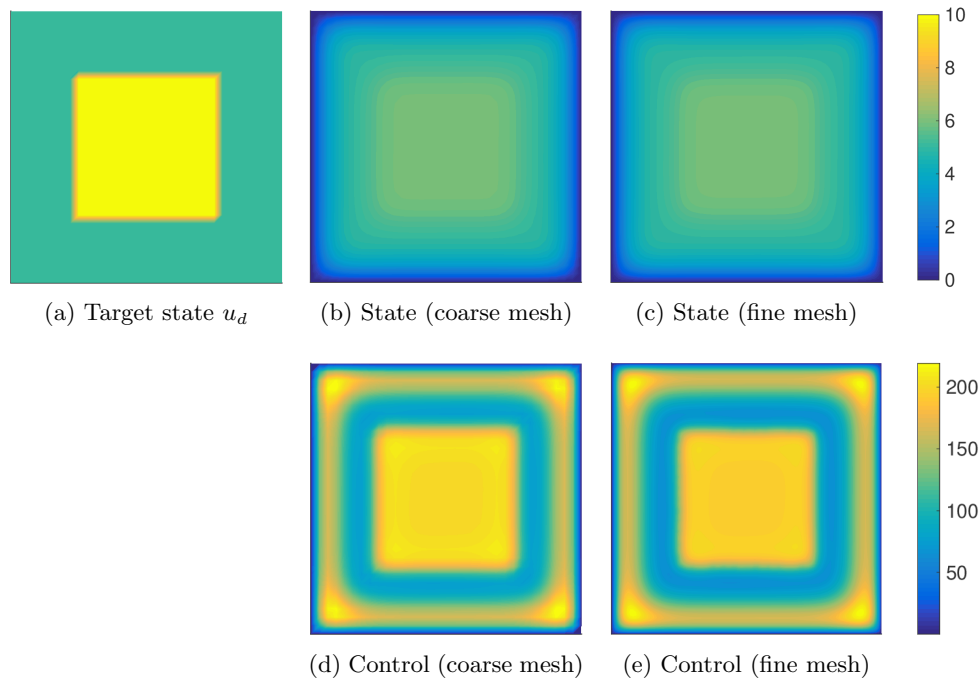 10
8
6
4
2
0
(a) Target state u_d
(b) State (coarse mesh)
(c) State (fine mesh)
200
150
100
50
(d) Control (coarse mesh)
(e) Control (fine mesh)